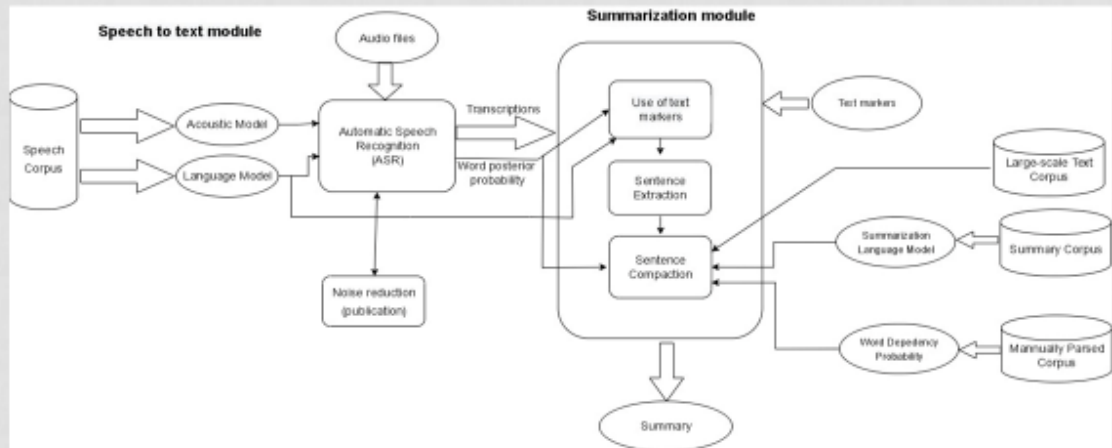 Speech to text module
Summarization module
Audio files
Speech
Corpus
Acoustic Model
Language Model
Automatic Speech
Recognition
(ASR)
Transcriptions
Word posterior
probability
Noise reduction
(publication)
Use of text
markers
Sentence
Extraction
Sentence
Compaction
Text markers
Large-scale Text
Corpus
Summarization
Language Model
Summary Corpus
Word Depedency
Probability
Mannually Parsed
Corpus
Summary